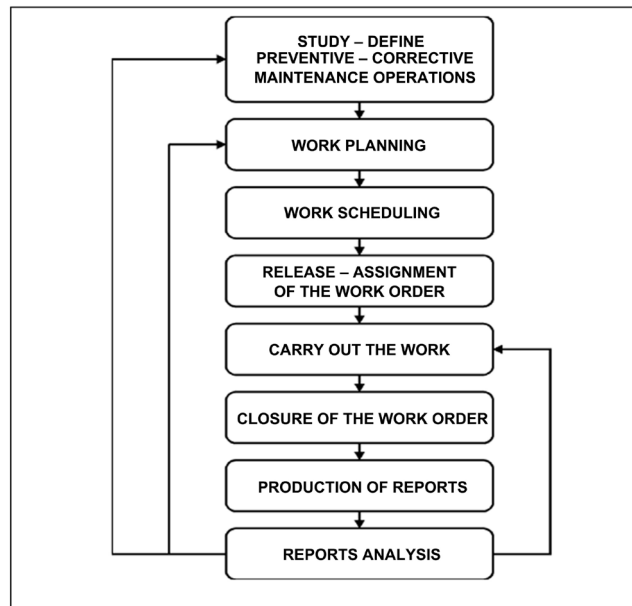 STUDY – DEFINE
PREVENTIVE – CORRECTIVE
MAINTENANCE OPERATIONS
WORK PLANNING
WORK SCHEDULING
RELEASE – ASSIGNMENT
OF THE WORK ORDER
CARRY OUT THE WORK
CLOSURE OF THE WORK ORDER
PRODUCTION OF REPORTS
REPORTS ANALYSIS